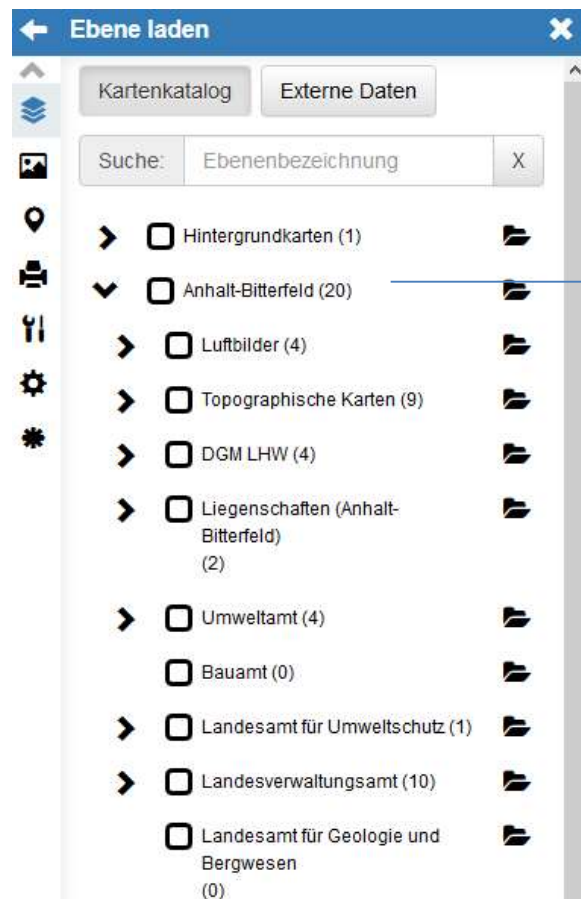 Ebene laden
Kartenkatalog Externe Daten
Suche: Ebenenbezeichnung X
Hintergrundkarten (1)
Anhalt-Bitterfeld (20)
Luftbilder (4)
Topographische Karten (9)
DGM LHW (4)
Liegenschaften (Anhalt-
Bitterfeld)
(2)
Umweltamt (4)
Bauamt (0)
Landesamt für Umweltschutz (1)
Landesverwaltungsamt (10)
Landesamt für Geologie und
Bergwesen
(0)